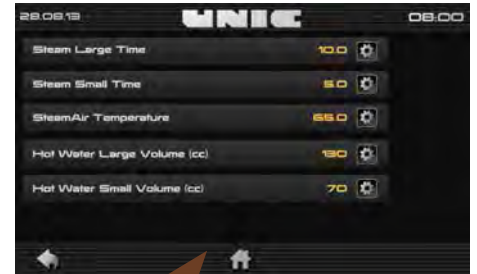 28.08.13 UNIC 08:00
Steam Large Time 10.0
Steam Small Time 5.0
SteamAir Temperature 65.0
Hot Water Large Volume (cc) 130
Hot Water Small Volume (cc) 70